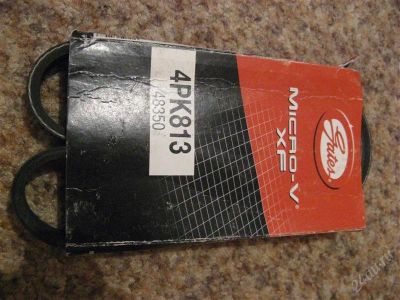 4PK813
48350
Gates
MICRO-V®
XF